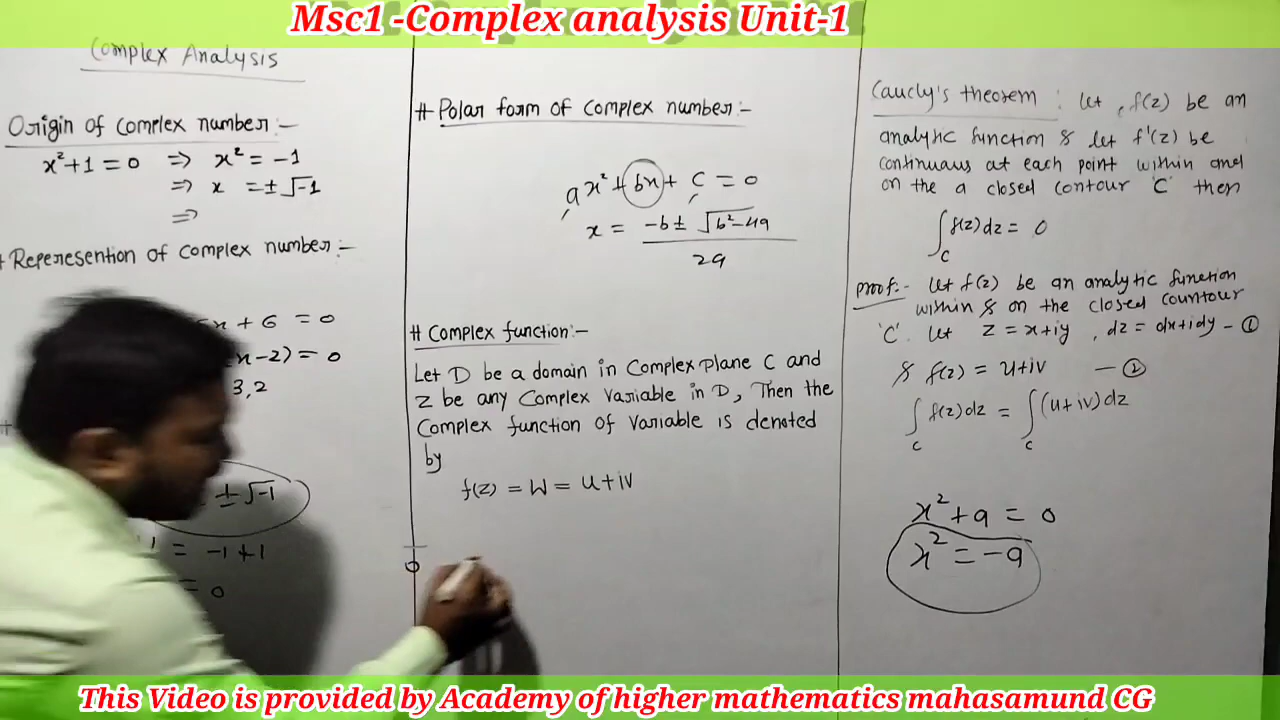 Msc1 -Complex analysis Unit-1
Complex Analysis
Origin of Complex number:-
x²+1=0 ⇒ x² = -1
⇒ x = ±√-1
⇒
Reperesention of Complex number:-
x + 6 = 0
x-2) = 0
3,2
± √-1
= -1+1
= 0
# Polar form of Complex number:-
ax²+bx+ c = 0
x = -b ± √b²-49
29
# Complex function:-
Let D be a domain in Complex plane C and
z be any Complex Variable in D, Then the
Complex function of Variable is denoted
by
f(z) = W = u+iv
0
Caucly's theorem : let, f(z) be an
analytic function & let f'(z) be
continuous at each point within and
on the a closed contour 'C' then
∫c f(z)dz = 0
Proof:- let f(z) be an analytic function
within & on the closed countour
'C'. let z = x+iy, dz = dx+idy - ①
& f(z) = u+iv — ②
∫c f(z)dz = ∫c (u+iv)dz
x²+9 = 0
x² = -9
This Video is provided by Academy of higher mathematics mahasamund CG